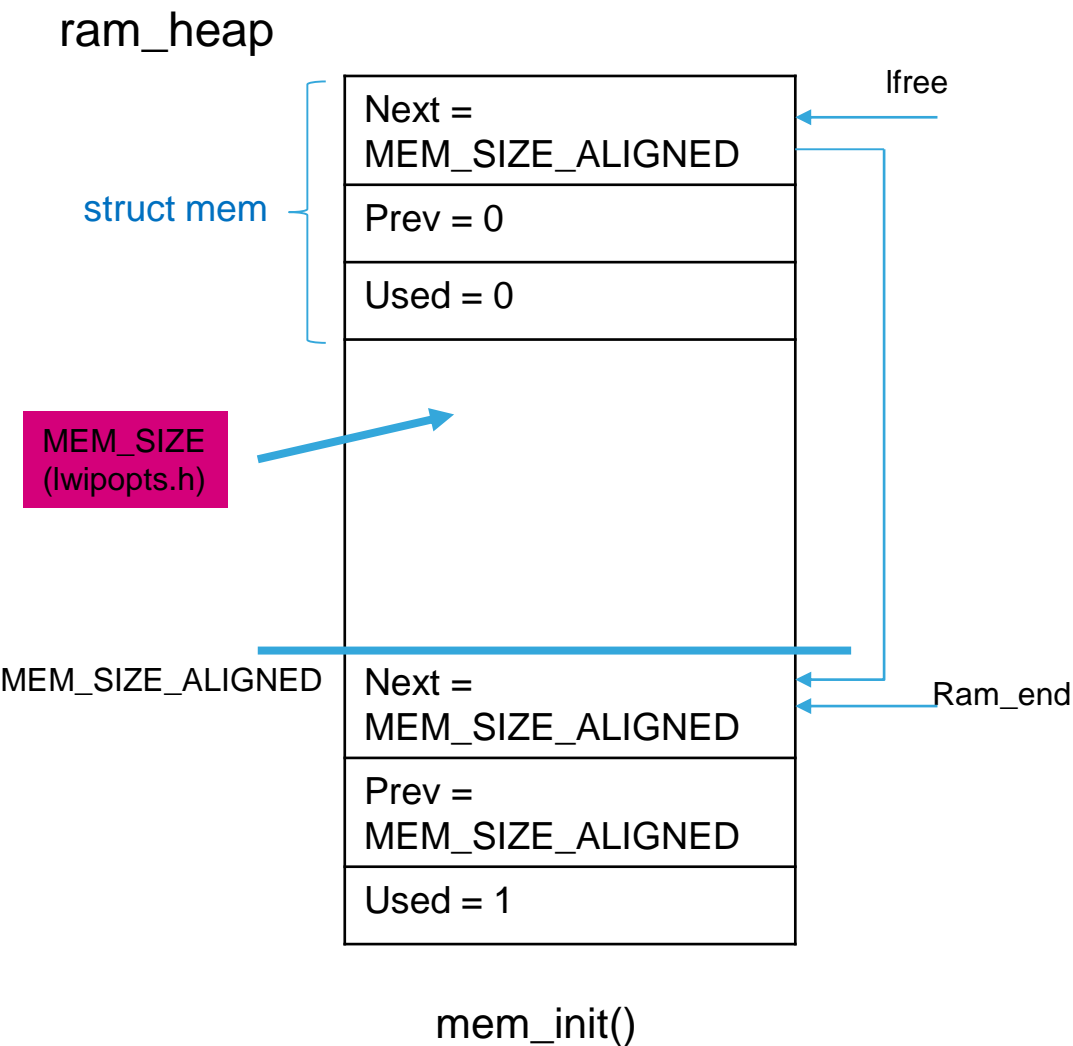 ram_heap
lfree
Next =
MEM_SIZE_ALIGNED
struct mem
Prev = 0
Used = 0
MEM_SIZE
(lwipopts.h)
MEM_SIZE_ALIGNED
Next =
MEM_SIZE_ALIGNED
Ram_end
Prev =
MEM_SIZE_ALIGNED
Used = 1
mem_init()